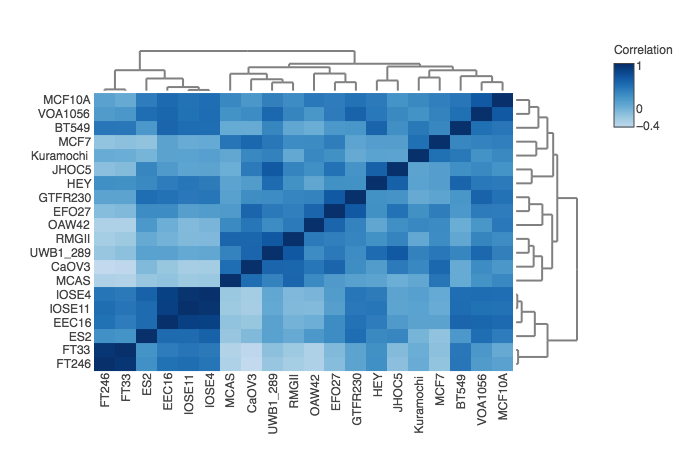 Correlation
1
0
−0.4
MCF10A
VOA1056
BT549
MCF7
Kuramochi
JHOC5
HEY
GTFR230
EFO27
OAW42
RMGII
UWB1_289
CaOV3
MCAS
IOSE4
IOSE11
EEC16
ES2
FT33
FT246
FT246
FT33
ES2
EEC16
IOSE11
IOSE4
MCAS
CaOV3
UWB1_289
RMGII
OAW42
EFO27
GTFR230
HEY
JHOC5
Kuramochi
MCF7
BT549
VOA1056
MCF10A